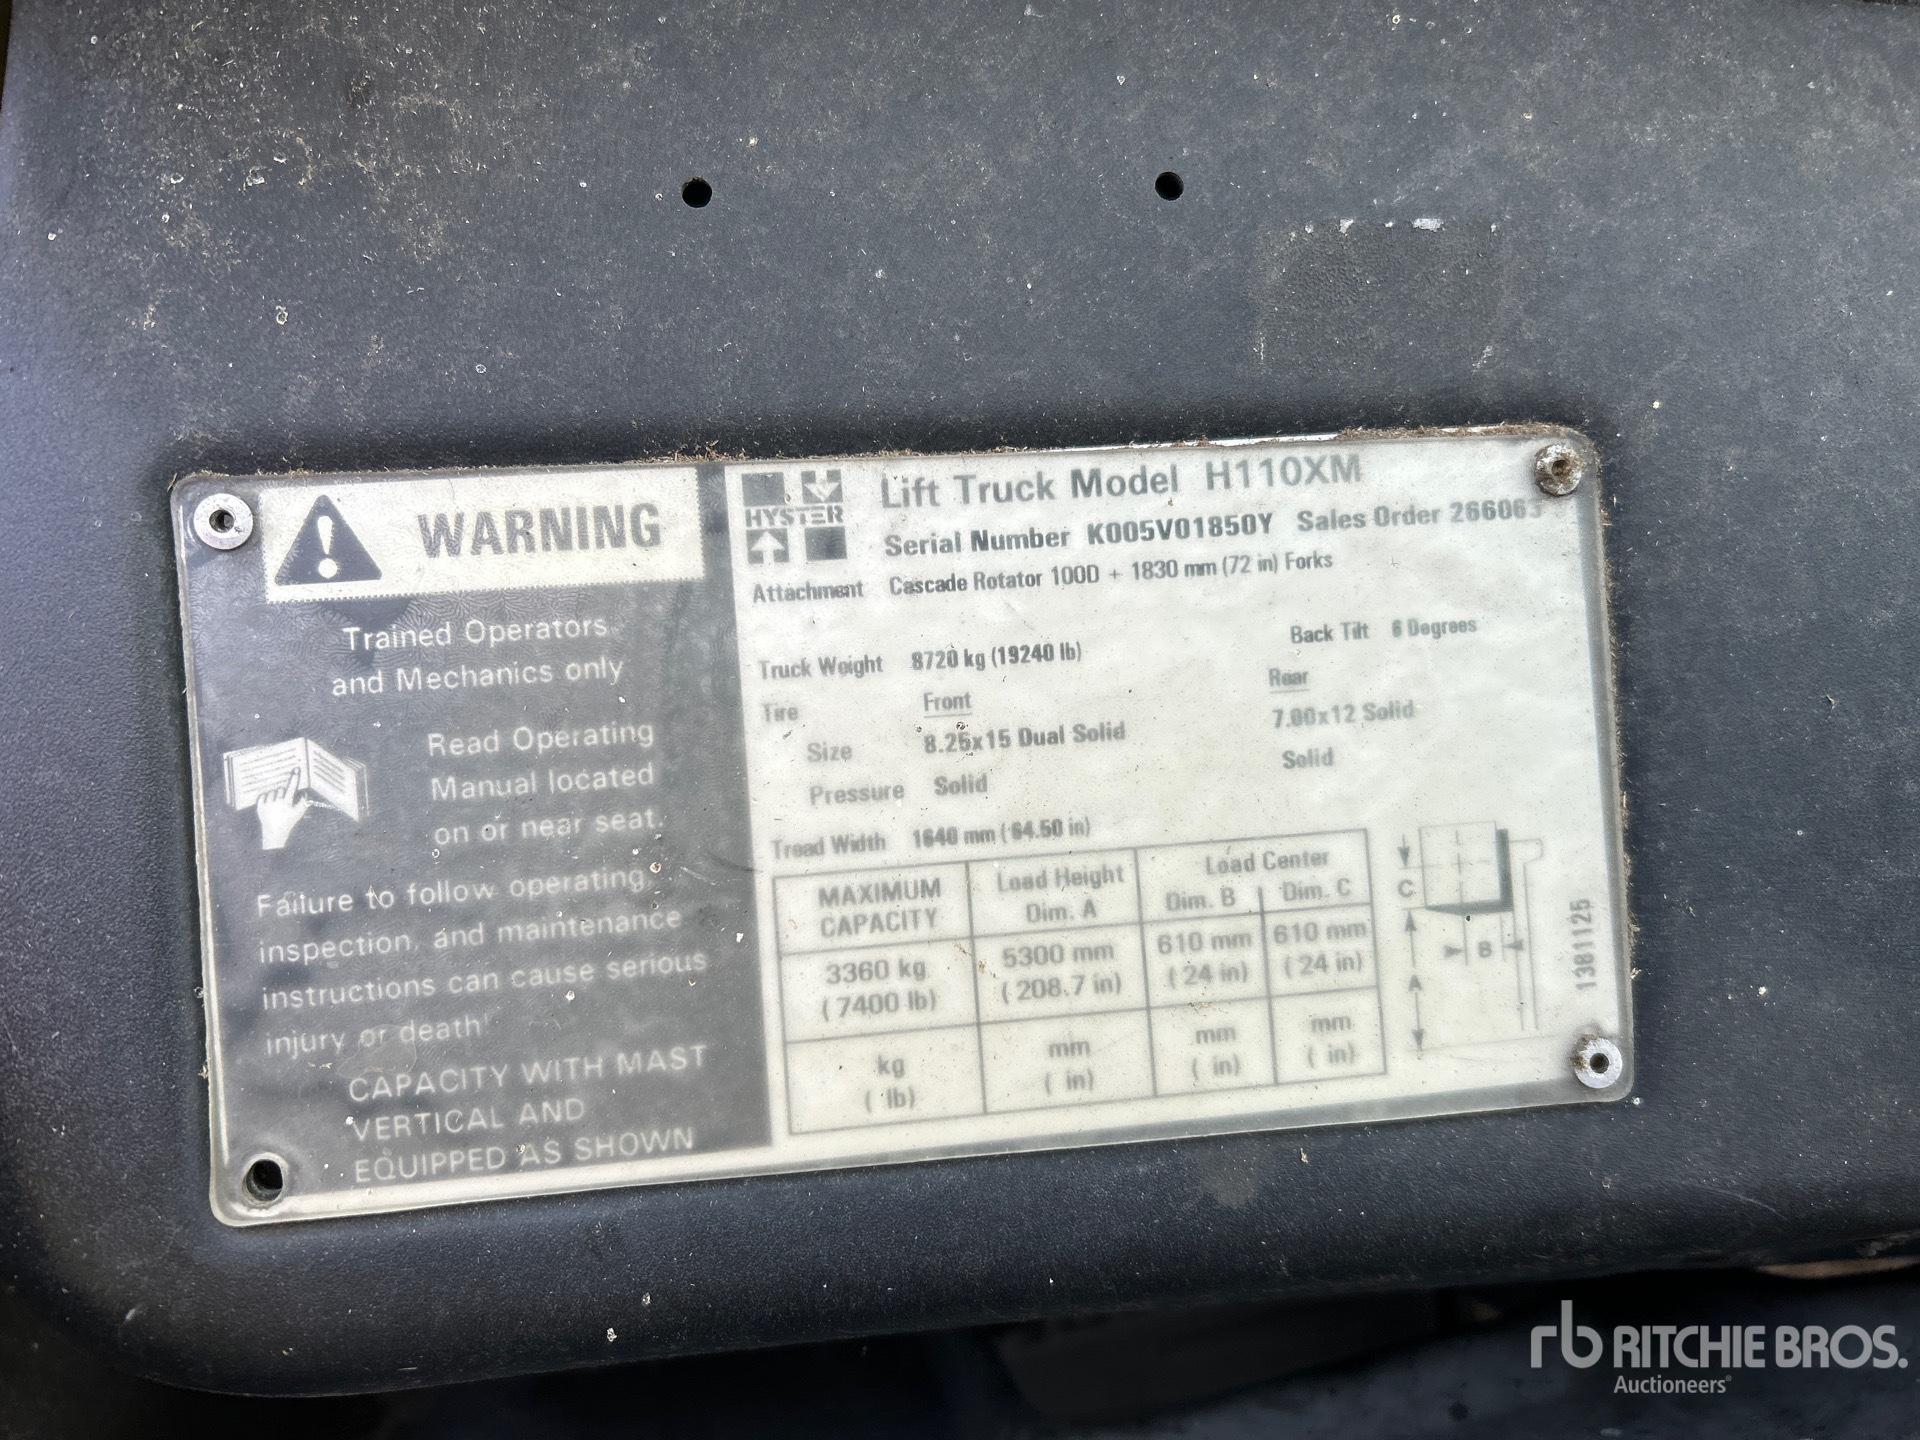 WARNING
Trained Operators
and Mechanics only
Read Operating
Manual located
on or near seat.
Failure to follow operating,
inspection, and maintenance
instructions can cause serious
injury or death!
CAPACITY WITH MAST
VERTICAL AND
EQUIPPED AS SHOWN
HYSTER
Lift Truck Model H110XM
Serial Number K005V01850Y Sales Order 266063
Attachment Cascade Rotator 100D + 1830 mm (72 in) Forks
Truck Weight 8720 kg (19240 lb) Back Tilt 6 Degrees
Tire Front Rear
Size 8.25x15 Dual Solid 7.00x12 Solid
Pressure Solid Solid
Tread Width 1640 mm (64.50 in)
MAXIMUM CAPACITY Load Height Dim. A Load Center Dim. B Dim. C
3360 kg 5300 mm 610 mm 610 mm
(7400 lb) (208.7 in) (24 in) (24 in)
kg mm mm mm
( lb) ( in) ( in) ( in)
C
B
A
1381125
rb RITCHIE BROS.
Auctioneers